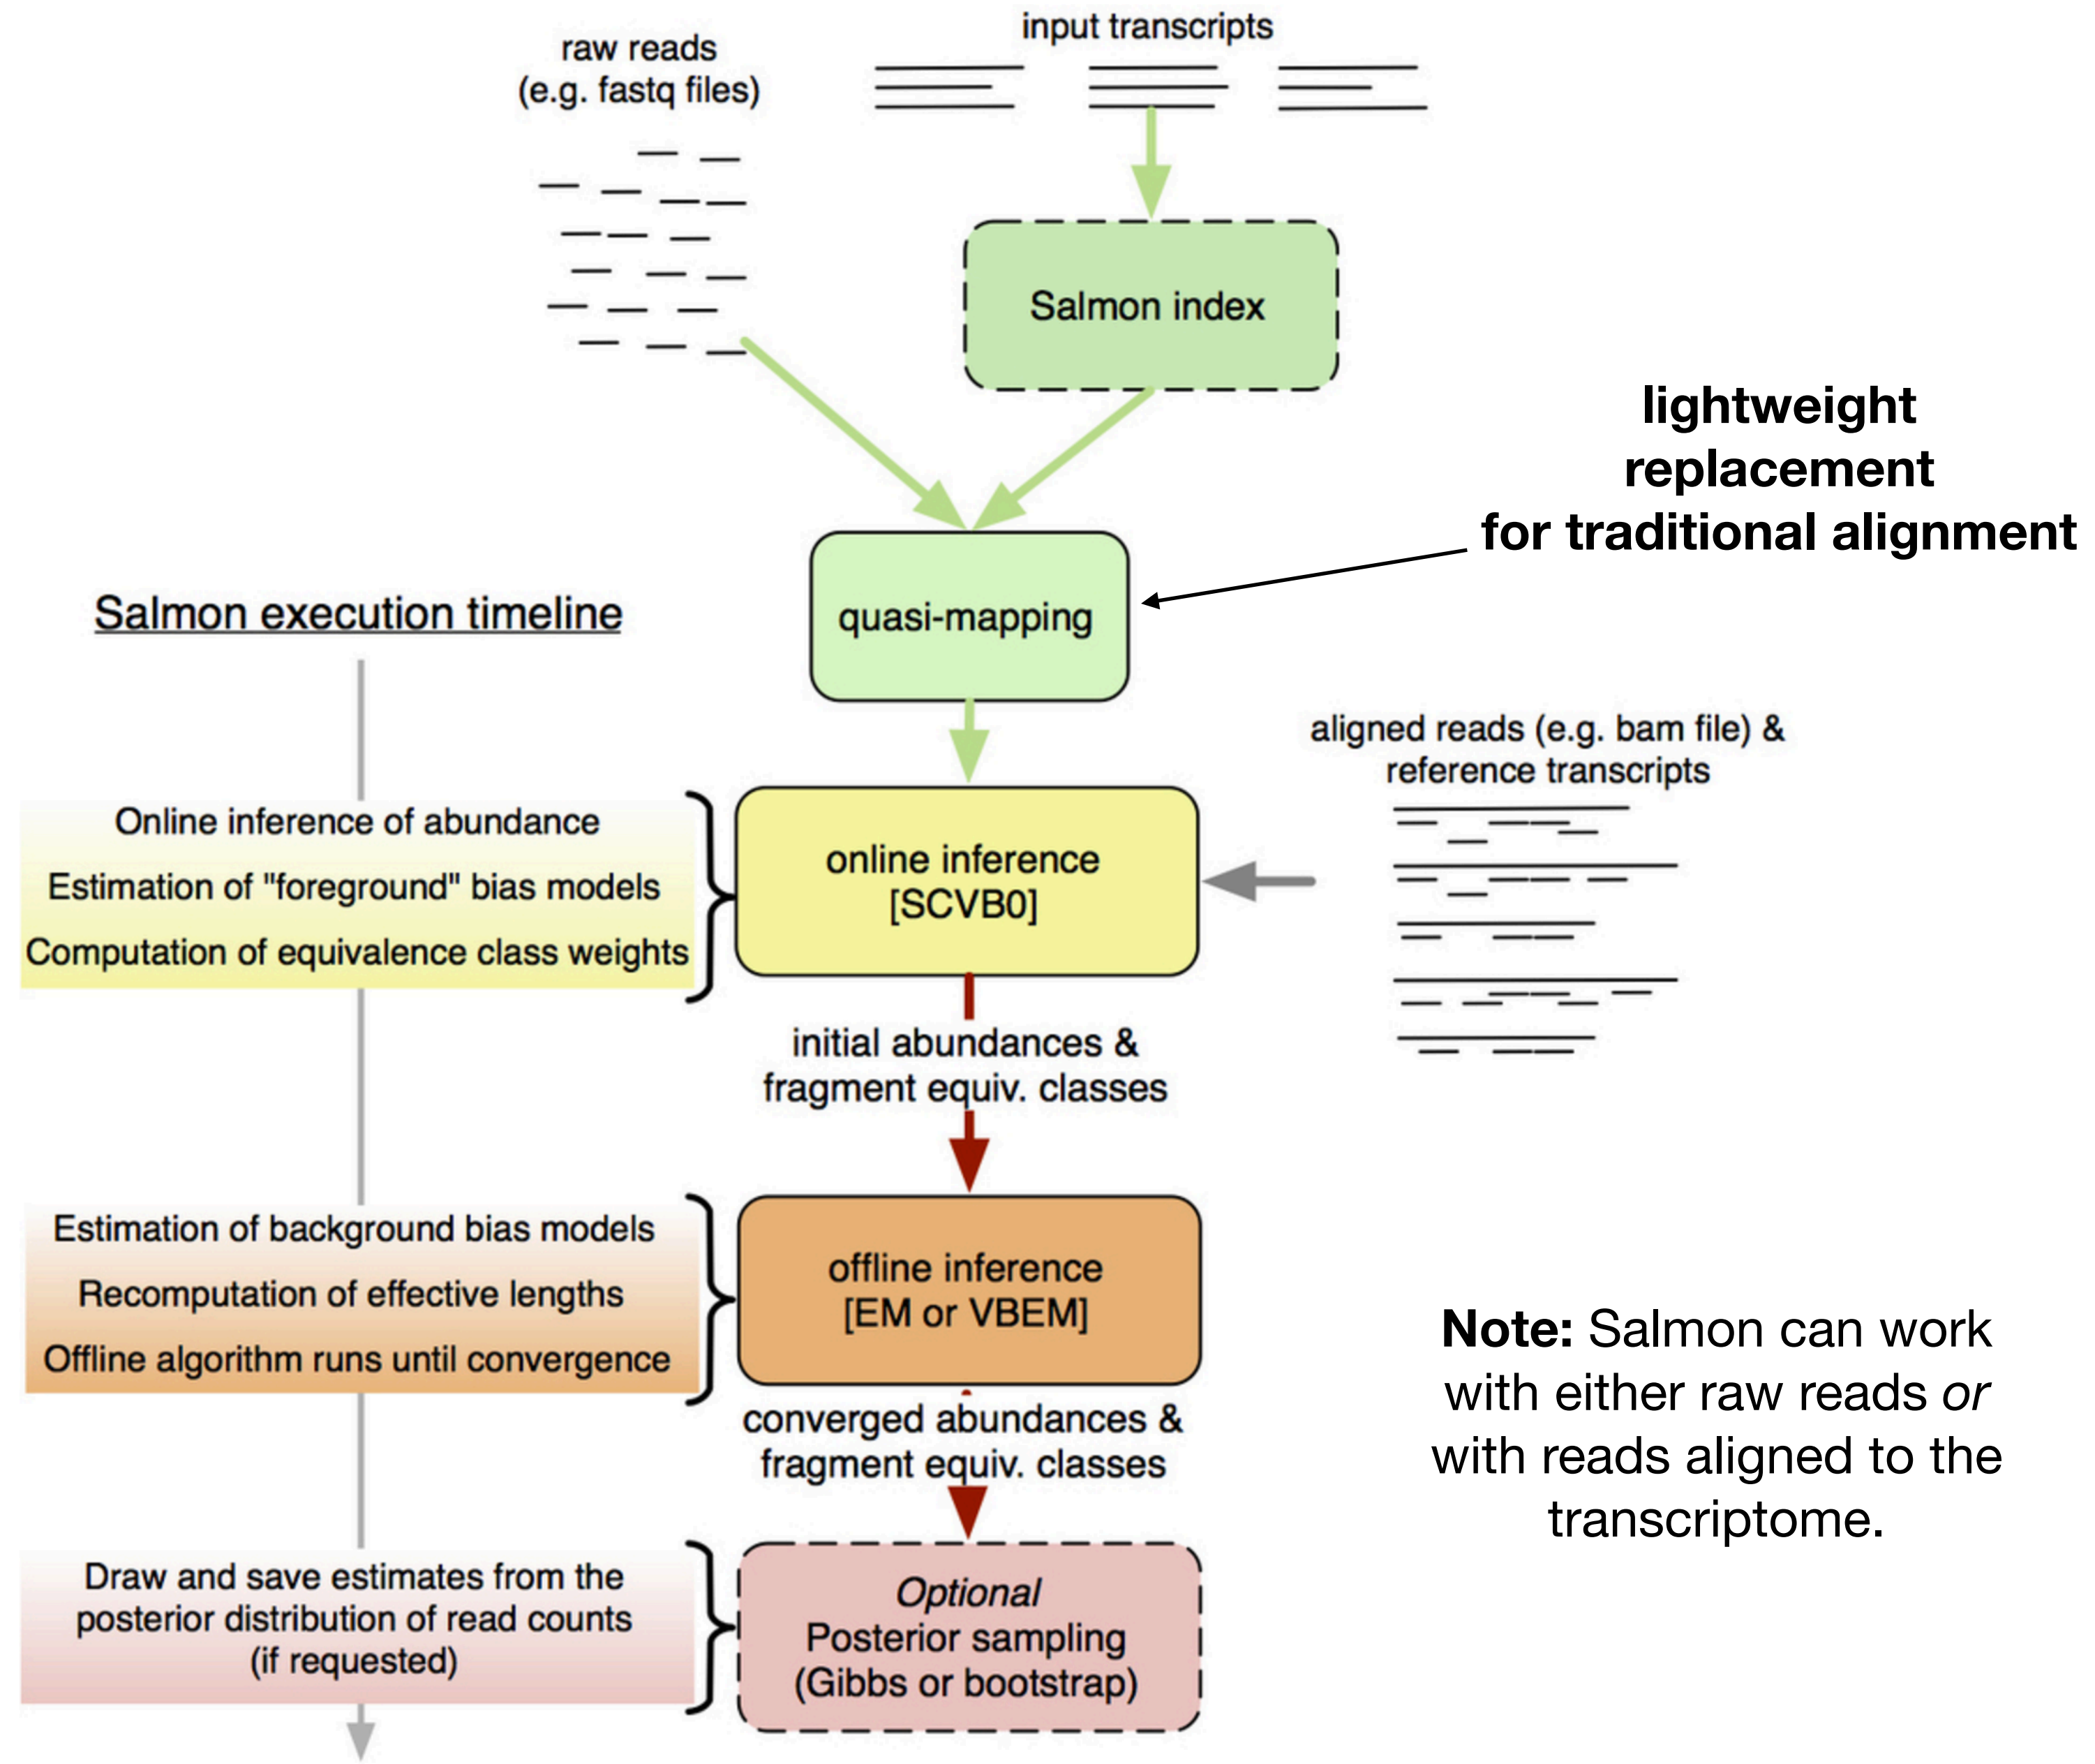 input transcripts
raw reads
(e.g. fastq files)
Salmon index
lightweight
replacement
for traditional alignment
quasi-mapping
Salmon execution timeline
aligned reads (e.g. bam file) &
reference transcripts
Online inference of abundance
Estimation of "foreground" bias models
Computation of equivalence class weights
online inference
[SCVB0]
initial abundances &
fragment equiv. classes
Estimation of background bias models
Recomputation of effective lengths
Offline algorithm runs until convergence
offline inference
[EM or VBEM]
Note: Salmon can work
with either raw reads or
with reads aligned to the
transcriptome.
converged abundances &
fragment equiv. classes
Draw and save estimates from the
posterior distribution of read counts
(if requested)
Optional
Posterior sampling
(Gibbs or bootstrap)